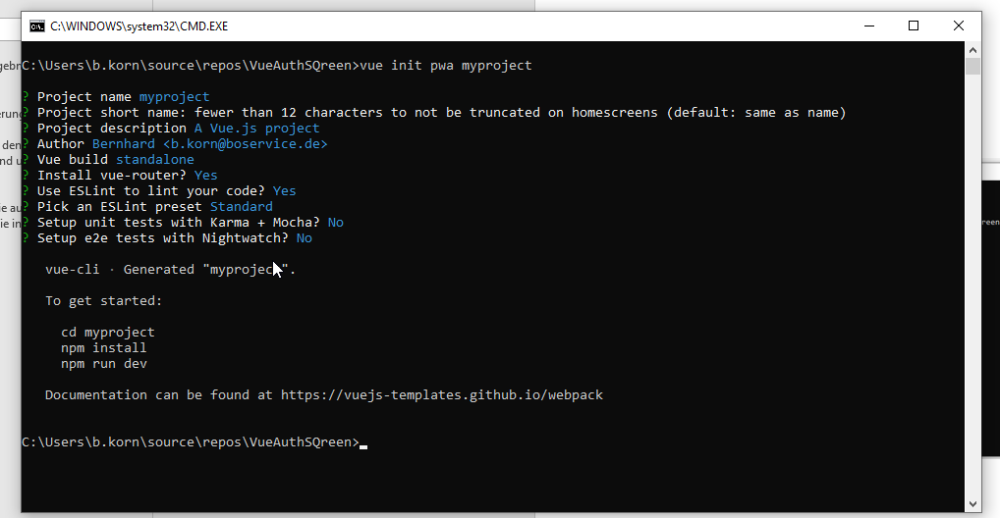 C:\WINDOWS\system32\CMD.EXE
C:\Users\b.korn\source\repos\VueAuthSQreen>vue init pwa myproject
? Project name myproject
? Project short name: fewer than 12 characters to not be truncated on homescreens (default: same as name)
? Project description A Vue.js project
? Author Bernhard <b.korn@boservice.de>
? Vue build standalone
? Install vue-router? Yes
? Use ESLint to lint your code? Yes
? Pick an ESLint preset Standard
? Setup unit tests with Karma + Mocha? No
? Setup e2e tests with Nightwatch? No
vue-cli · Generated "myproject".
To get started:
cd myproject
npm install
npm run dev
Documentation can be found at https://vuejs-templates.github.io/webpack
C:\Users\b.korn\source\repos\VueAuthSQreen>